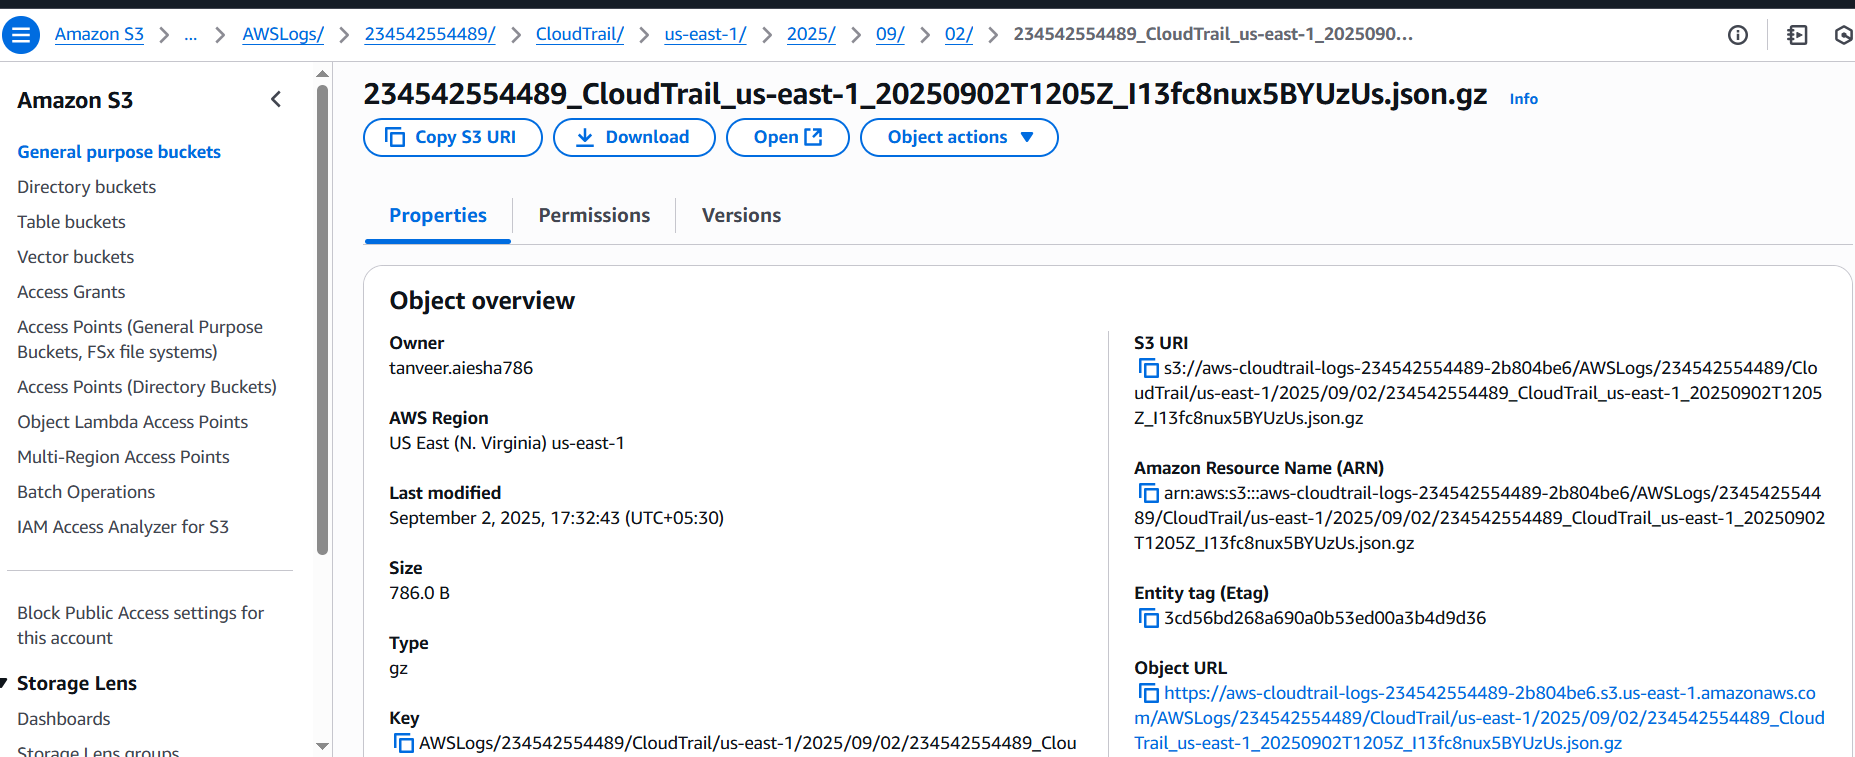 Amazon S3 > ... > AWSLogs/ > 234542554489/ > CloudTrail/ > us-east-1/ > 2025/ > 09/ > 02/ > 234542554489_CloudTrail_us-east-1_2025090...
Amazon S3
General purpose buckets
Directory buckets
Table buckets
Vector buckets
Access Grants
Access Points (General Purpose
Buckets, FSx file systems)
Access Points (Directory Buckets)
Object Lambda Access Points
Multi-Region Access Points
Batch Operations
IAM Access Analyzer for S3
Block Public Access settings for
this account
Storage Lens
Dashboards
Storage Lens groups
234542554489_CloudTrail_us-east-1_20250902T1205Z_I13fc8nux5BYUzUs.json.gz Info
Copy S3 URI Download Open Object actions
Properties Permissions Versions
Object overview
Owner
tanveer.aiesha786
AWS Region
US East (N. Virginia) us-east-1
Last modified
September 2, 2025, 17:32:43 (UTC+05:30)
Size
786.0 B
Type
gz
Key
AWSLogs/234542554489/CloudTrail/us-east-1/2025/09/02/234542554489_Clou
S3 URI
s3://aws-cloudtrail-logs-234542554489-2b804be6/AWSLogs/234542554489/Clo
udTrail/us-east-1/2025/09/02/234542554489_CloudTrail_us-east-1_20250902T1205
Z_I13fc8nux5BYUzUs.json.gz
Amazon Resource Name (ARN)
arn:aws:s3:::aws-cloudtrail-logs-234542554489-2b804be6/AWSLogs/2345425544
89/CloudTrail/us-east-1/2025/09/02/234542554489_CloudTrail_us-east-1_20250902
T1205Z_I13fc8nux5BYUzUs.json.gz
Entity tag (Etag)
3cd56bd268a690a0b53ed00a3b4d9d36
Object URL
https://aws-cloudtrail-logs-234542554489-2b804be6.s3.us-east-1.amazonaws.co
m/AWSLogs/234542554489/CloudTrail/us-east-1/2025/09/02/234542554489_Cloud
Trail_us-east-1_20250902T1205Z_I13fc8nux5BYUzUs.json.gz